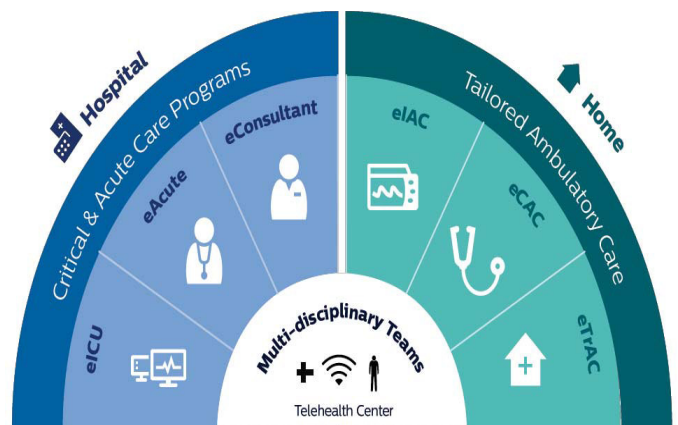 Hospital
Home
Critical & Acute Care Programs
Tailored Ambulatory Care
eICU
eAcute
eConsultant
eIAC
eCAC
eTrAC
Multi-disciplinary Teams
Telehealth Center